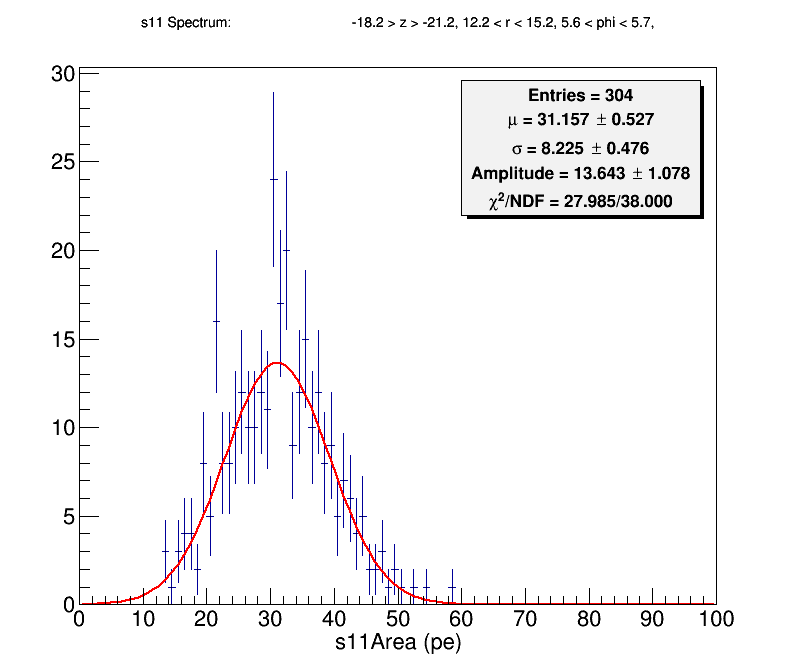 s11 Spectrum: -18.2 > z > -21.2, 12.2 < r < 15.2, 5.6 < phi < 5.7,
Entries = 304
μ = 31.157 ± 0.527
σ = 8.225 ± 0.476
Amplitude = 13.643 ± 1.078
χ²/NDF = 27.985/38.000
30
25
20
15
10
5
0
0 10 20 30 40 50 60 70 80 90 100
s11Area (pe)